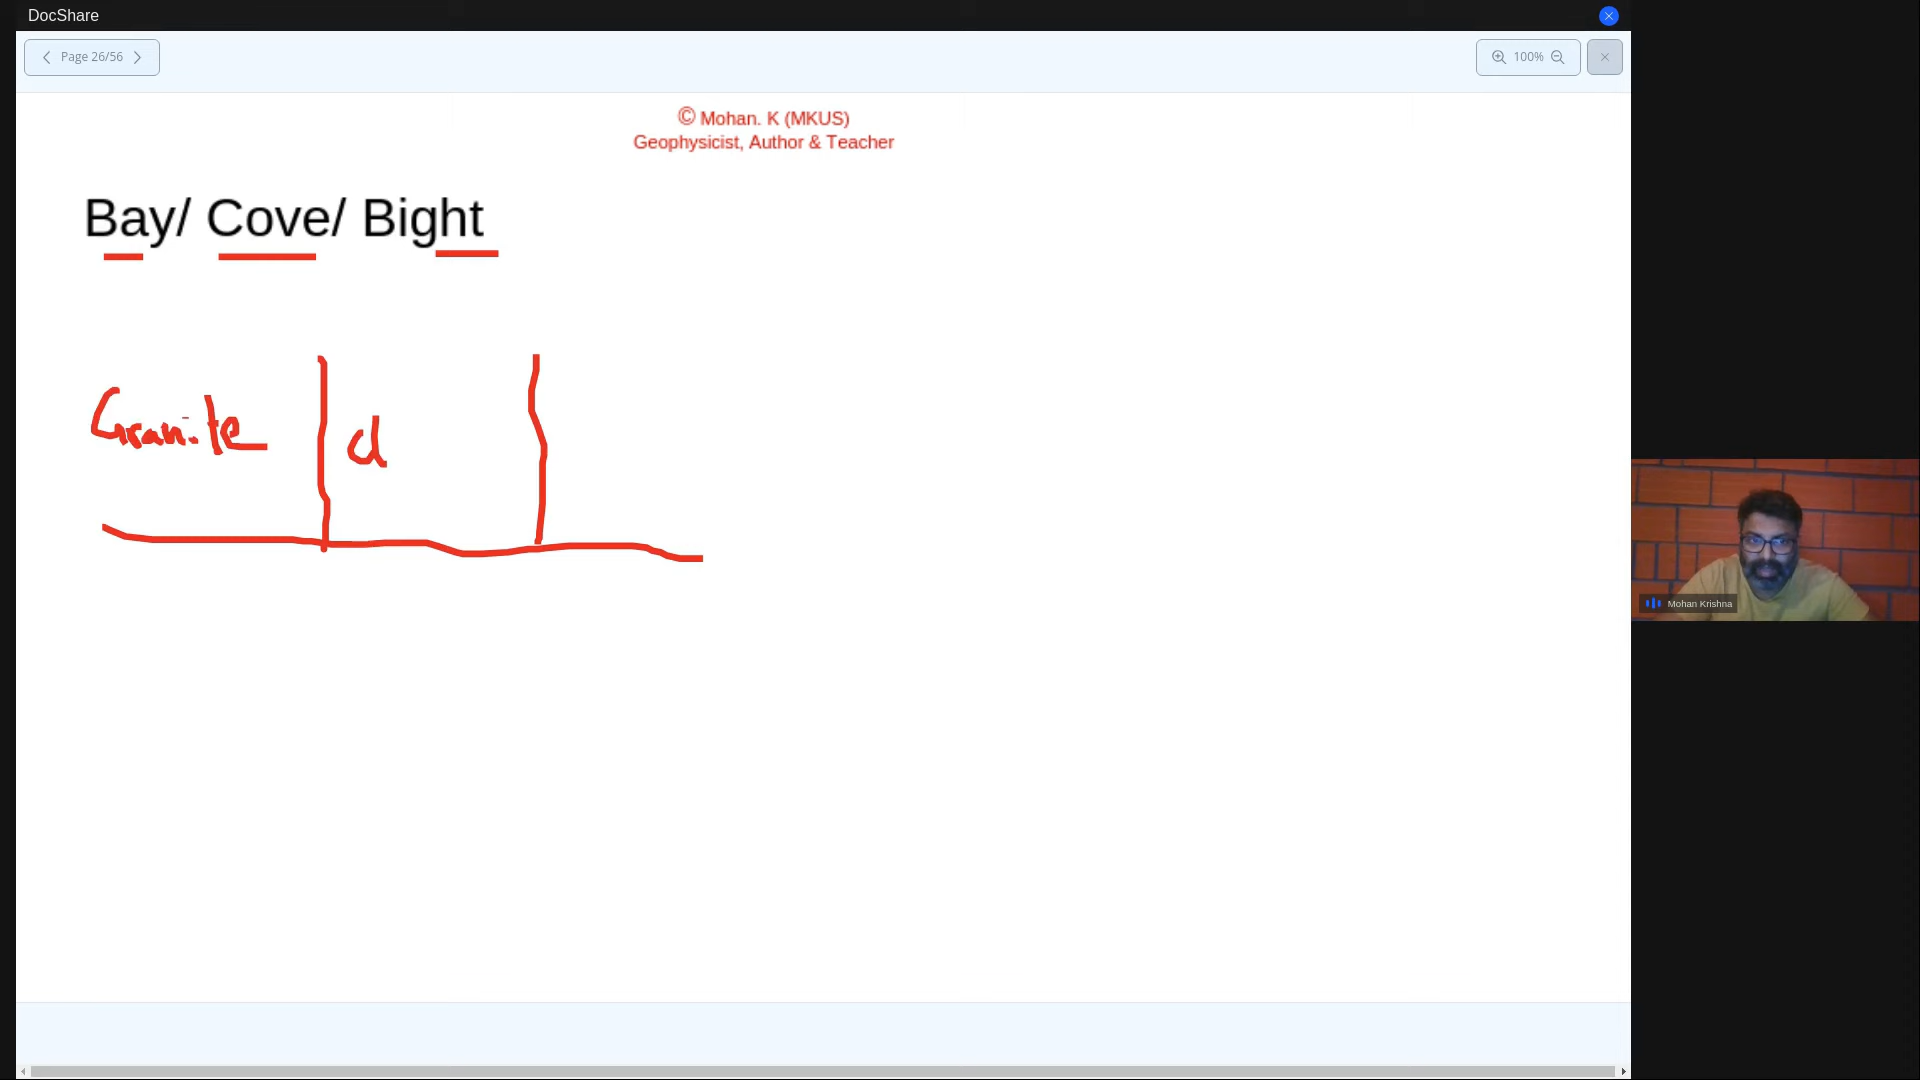 DocShare
Page 26/56
100%
© Mohan. K (MKUS)
Geophysicist, Author & Teacher
Bay/ Cove/ Bight
Granite
d
Mohan Krishna